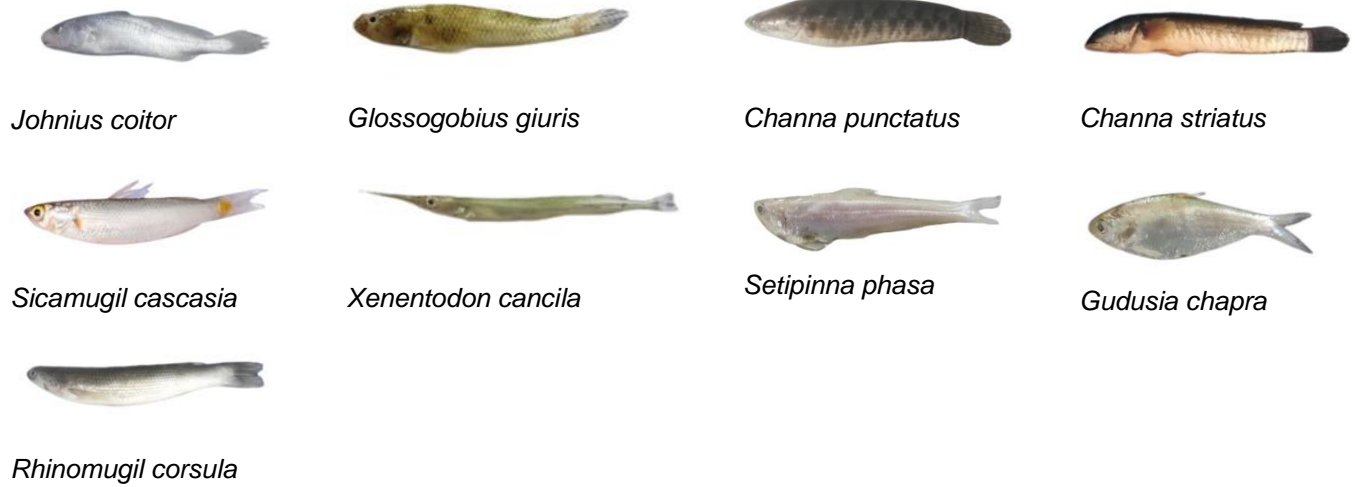 Johnius coitor
Glossogobius giuris
Channa punctatus
Channa striatus
Sicamugil cascasia
Xenentodon cancila
Setipinna phasa
Gudusia chapra
Rhinomugil corsula